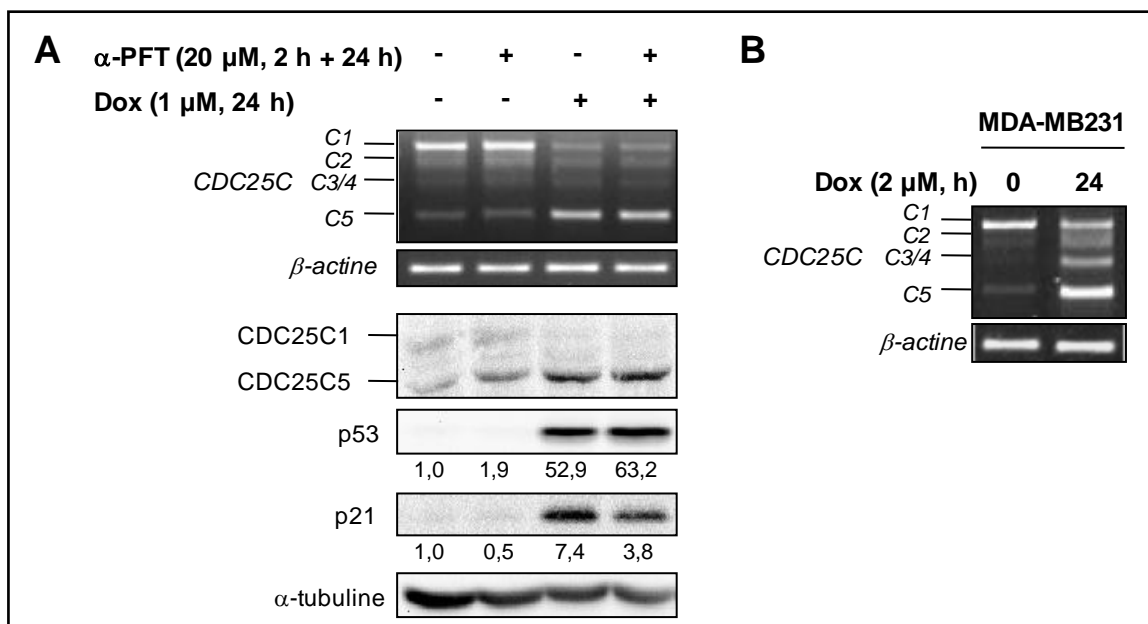 A
α-PFT (20 µM, 2 h + 24 h) - + - +
Dox (1 µM, 24 h) - - + +
C1
C2
CDC25C C3/4
C5
β-actine
CDC25C1
CDC25C5
p53
1,0 1,9 52,9 63,2
p21
1,0 0,5 7,4 3,8
α-tubuline
B
MDA-MB231
Dox (2 µM, h) 0 24
C1
C2
CDC25C C3/4
C5
β-actine